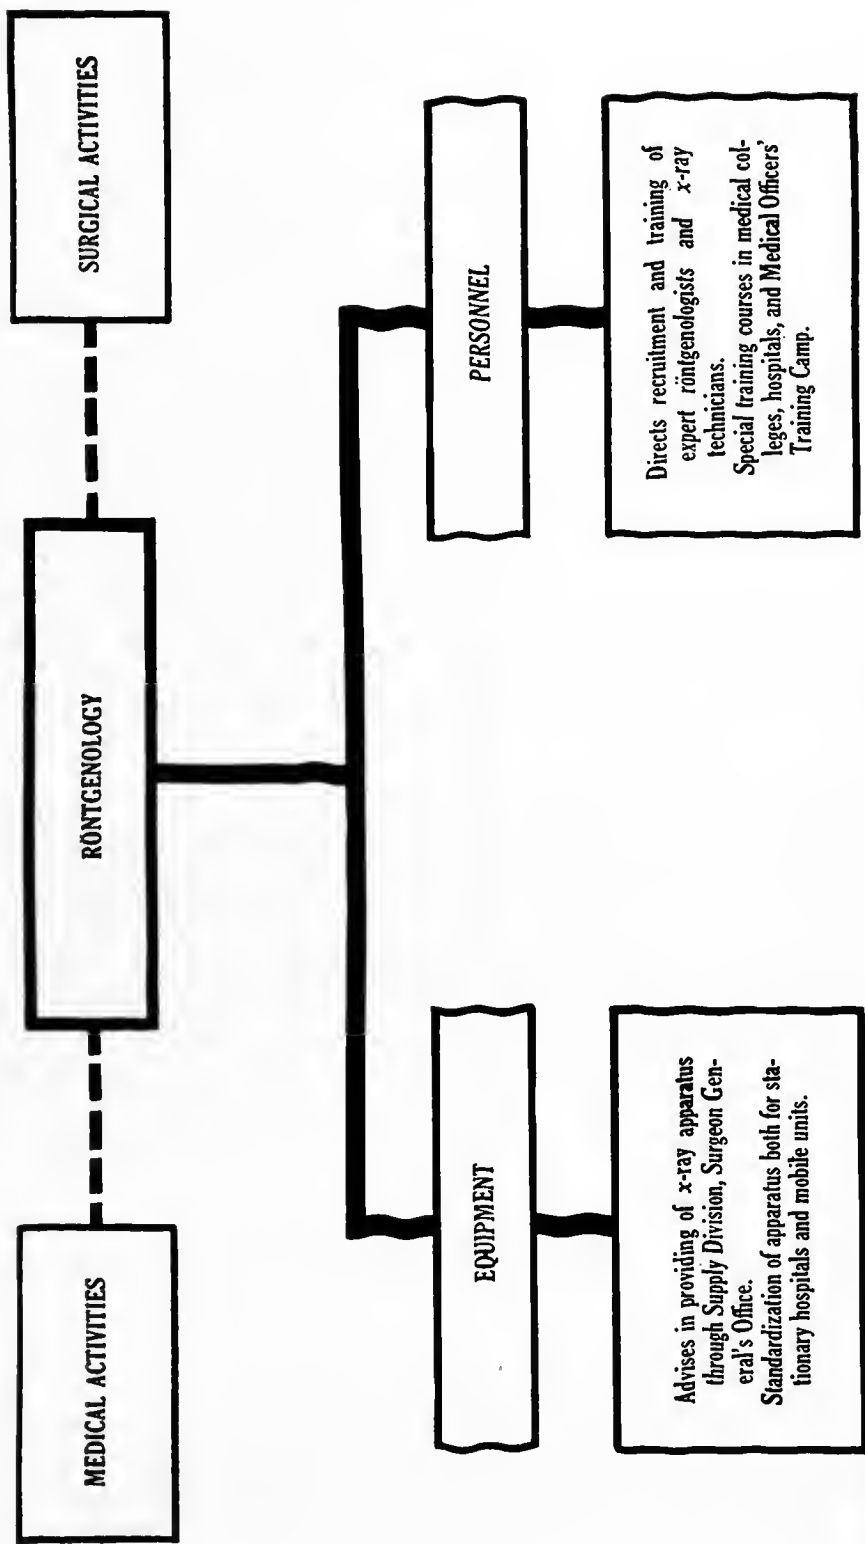 MEDICAL ACTIVITIES
RÖNTGENOLOGY
SURGICAL ACTIVITIES
EQUIPMENT
Advises in providing of x-ray apparatus
through Supply Division, Surgeon Gen-
eral's Office.
Standardization of apparatus both for sta-
tionary hospitals and mobile units.
PERSONNEL
Directs recruitment and training of
expert röntgenologists and x-ray
technicians.
Special training courses in medical col-
leges, hospitals, and Medical Officers'
Training Camp.